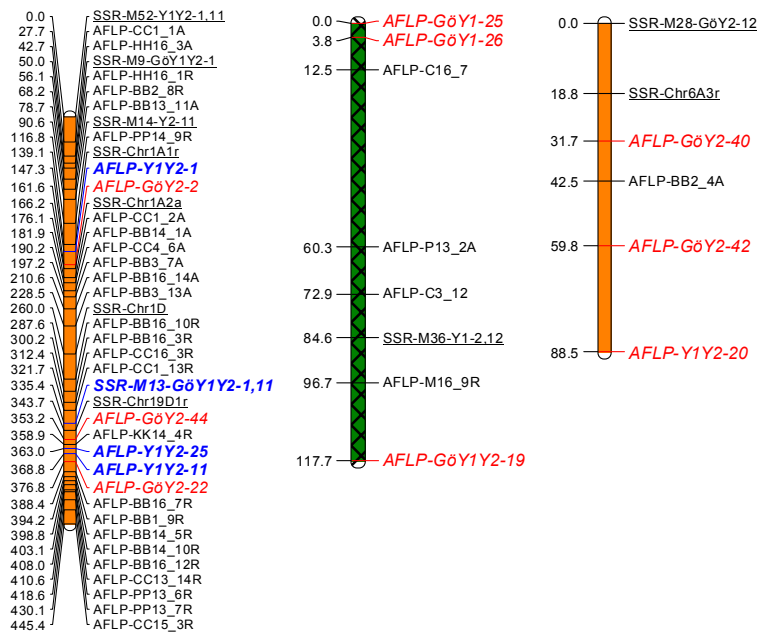 0.0 SSR-M52-Y1Y2-1,11
27.7 AFLP-CC1_1A
42.7 AFLP-HH16_3A
50.0 SSR-M9-GöY1Y2-1
56.1 AFLP-HH16_1R
68.2 AFLP-BB2_8R
78.7 AFLP-BB13_11A
90.6 SSR-M14-Y2-11
116.8 AFLP-PP14_9R
139.1 SSR-Chr1A1r
147.3 AFLP-Y1Y2-1
161.6 AFLP-GöY2-2
166.2 SSR-Chr1A2a
176.1 AFLP-CC1_2A
181.9 AFLP-BB14_1A
190.2 AFLP-CC4_6A
197.2 AFLP-BB3_7A
210.6 AFLP-BB16_14A
228.5 AFLP-BB3_13A
260.0 SSR-Chr1D
287.6 AFLP-BB16_10R
300.2 AFLP-BB16_3R
312.4 AFLP-CC16_3R
321.7 AFLP-CC1_13R
335.4 SSR-M13-GöY1Y2-1,11
343.7 SSR-Chr19D1r
353.2 AFLP-GöY2-44
358.9 AFLP-KK14_4R
363.0 AFLP-Y1Y2-25
368.8 AFLP-Y1Y2-11
376.8 AFLP-GöY2-22
388.4 AFLP-BB16_7R
394.2 AFLP-BB1_9R
398.8 AFLP-BB14_5R
403.1 AFLP-BB14_10R
408.0 AFLP-BB16_12R
410.6 AFLP-CC13_14R
418.6 AFLP-PP13_6R
430.1 AFLP-PP13_7R
445.4 AFLP-CC15_3R
0.0 AFLP-GöY1-25
3.8 AFLP-GöY1-26
12.5 AFLP-C16_7
60.3 AFLP-P13_2A
72.9 AFLP-C3_12
84.6 SSR-M36-Y1-2,12
96.7 AFLP-M16_9R
117.7 AFLP-GöY1Y2-19
0.0 SSR-M28-GöY2-12
18.8 SSR-Chr6A3r
31.7 AFLP-GöY2-40
42.5 AFLP-BB2_4A
59.8 AFLP-GöY2-42
88.5 AFLP-Y1Y2-20